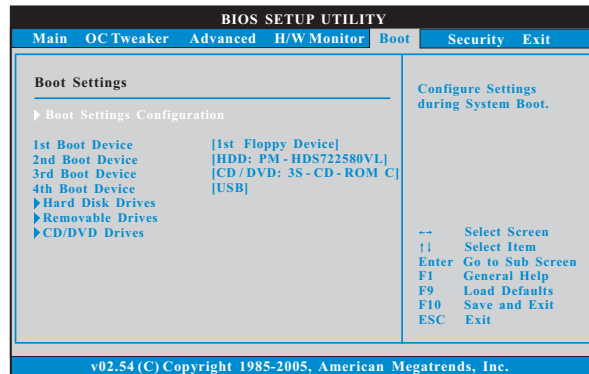 BIOS SETUP UTILITY
Main OC Tweaker Advanced H/W Monitor Boot Security Exit
Boot Settings
Boot Settings Configuration
1st Boot Device [1st Floppy Device]
2nd Boot Device [HDD: PM-HDS722580VL]
3rd Boot Device [CD/DVD: 3S-CD-ROM C]
4th Boot Device [USB]
Hard Disk Drives
Removable Drives
CD/DVD Drives
Configure Settings
during System Boot.
←→ Select Screen
↑↓ Select Item
Enter Go to Sub Screen
F1 General Help
F9 Load Defaults
F10 Save and Exit
ESC Exit
v02.54 (C) Copyright 1985-2005, American Megatrends, Inc.